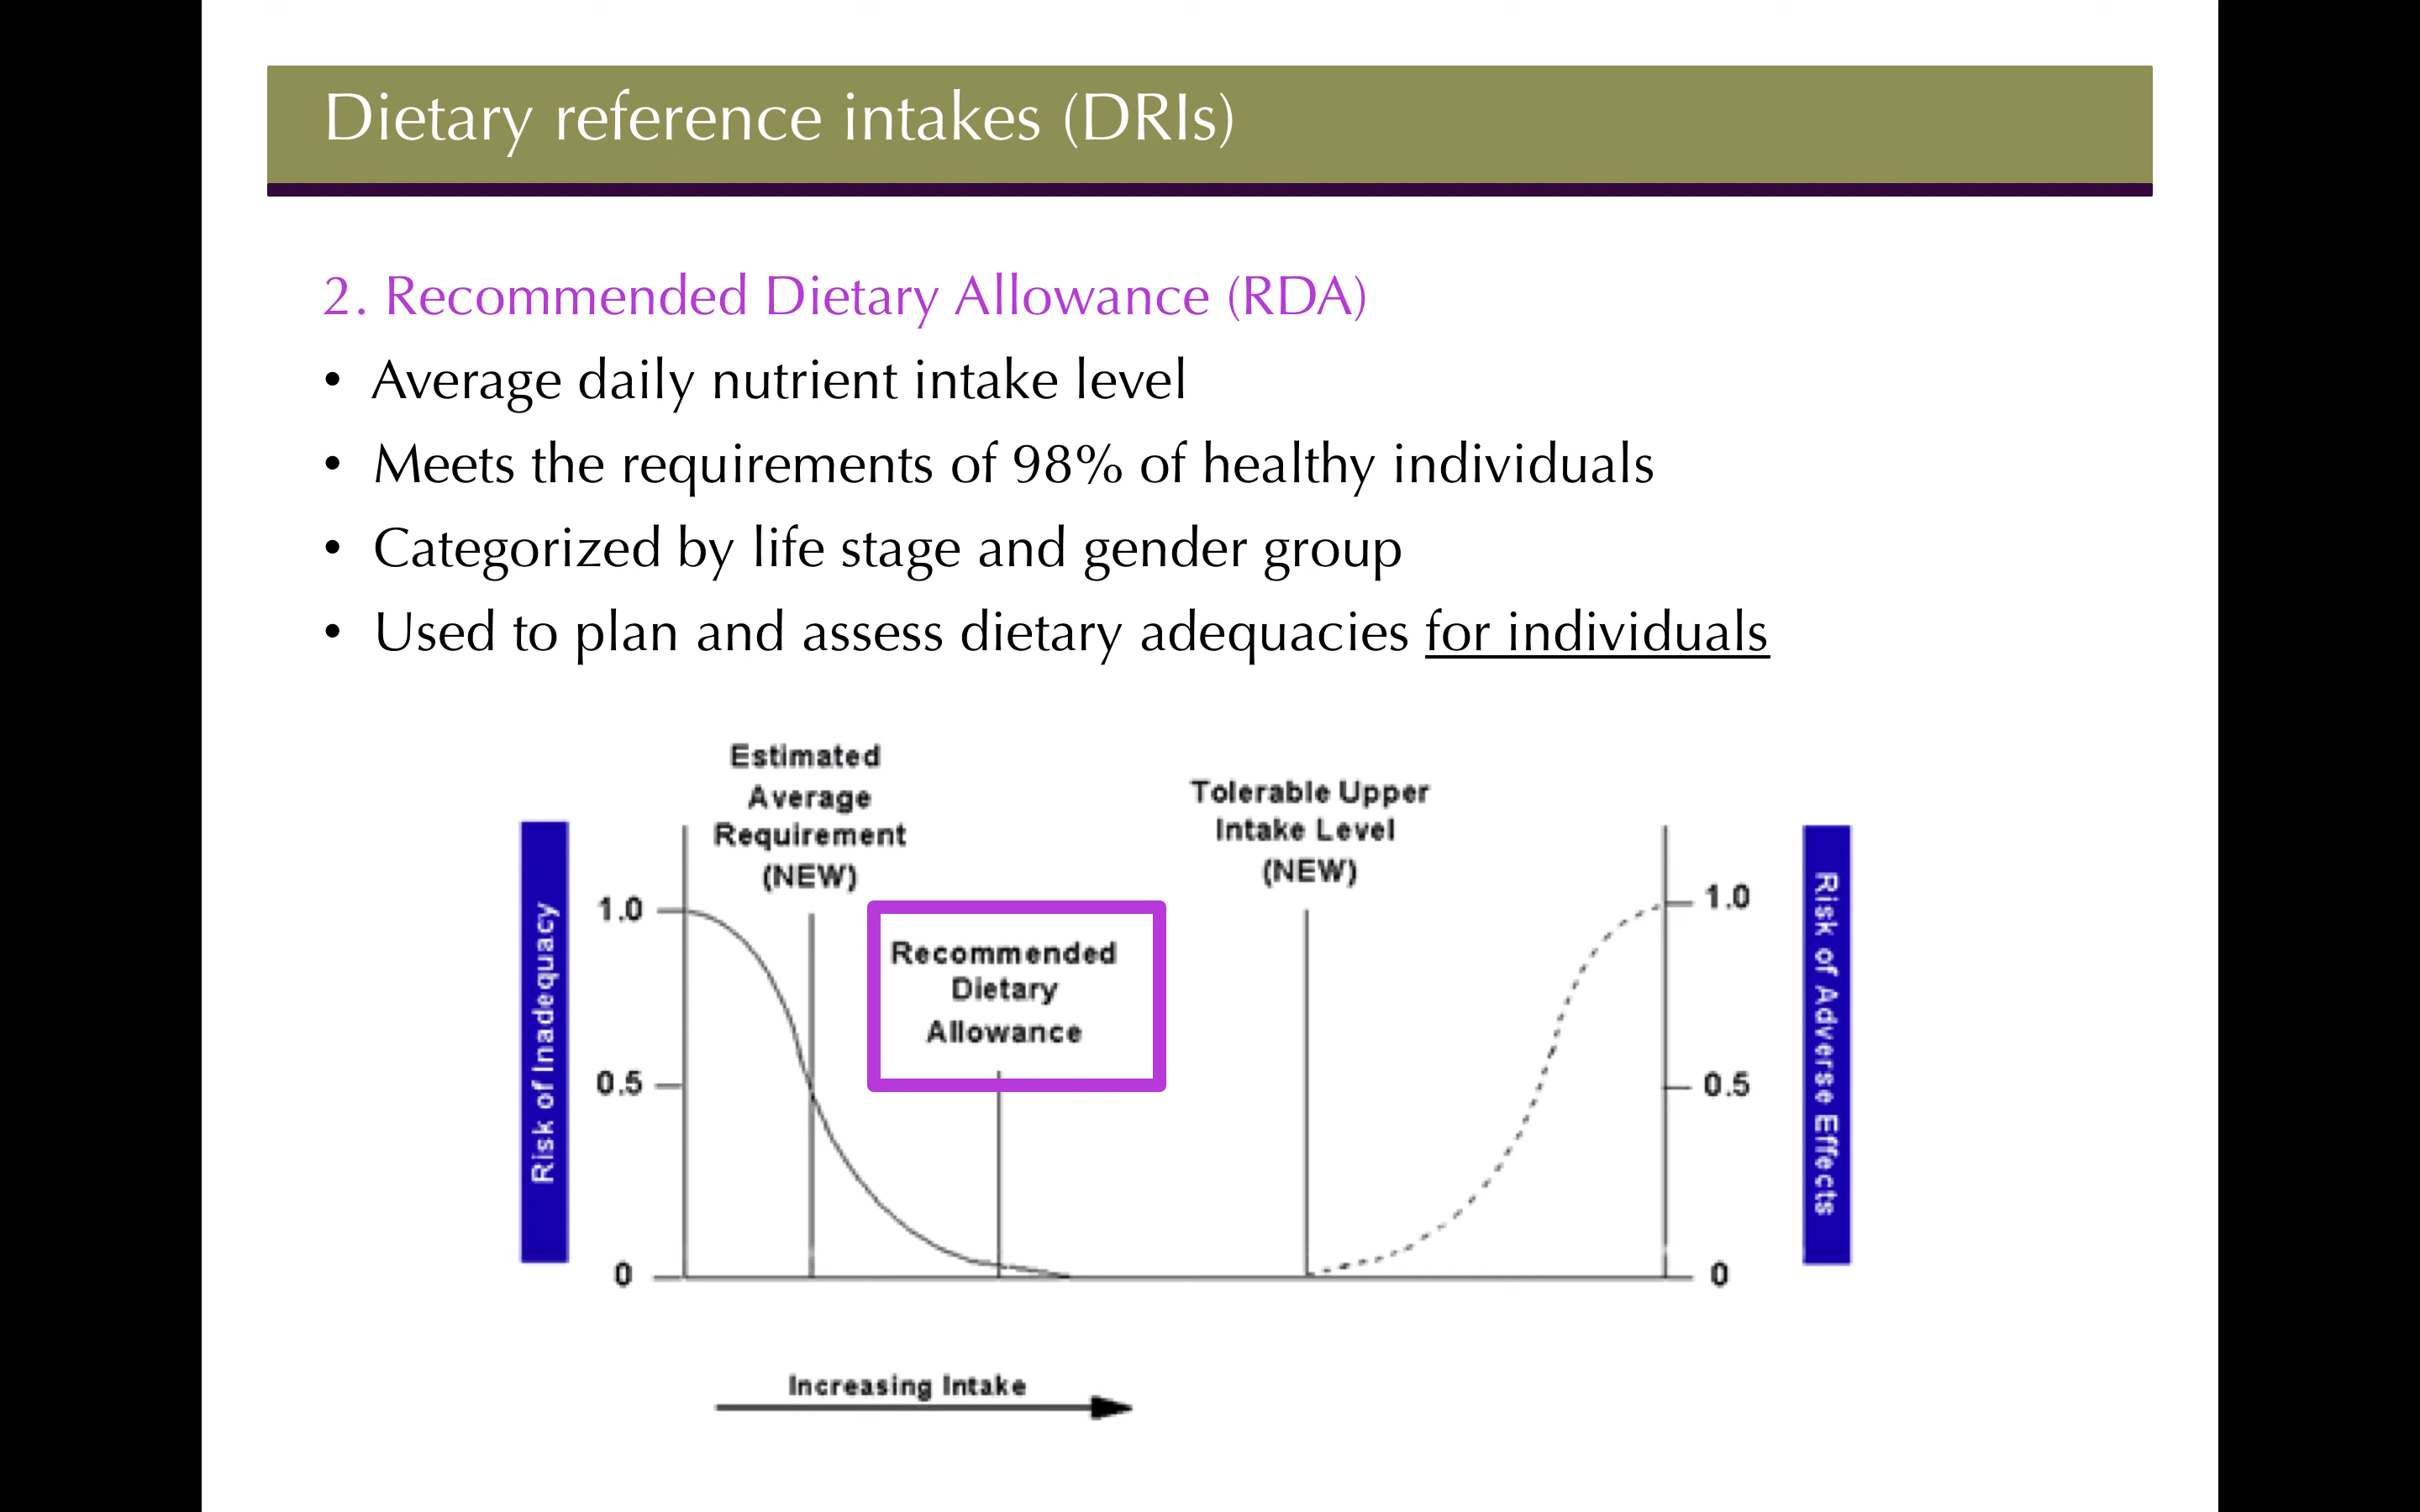 Dietary reference intakes (DRIs)
2. Recommended Dietary Allowance (RDA)
• Average daily nutrient intake level
• Meets the requirements of 98% of healthy individuals
• Categorized by life stage and gender group
• Used to plan and assess dietary adequacies for individuals
Estimated
Average
Requirement
(NEW)
Tolerable Upper
Intake Level
(NEW)
Recommended
Dietary
Allowance
Risk of Inadequacy
1.0
0.5
0
1.0
0.5
0
Risk of Adverse Effects
Increasing Intake